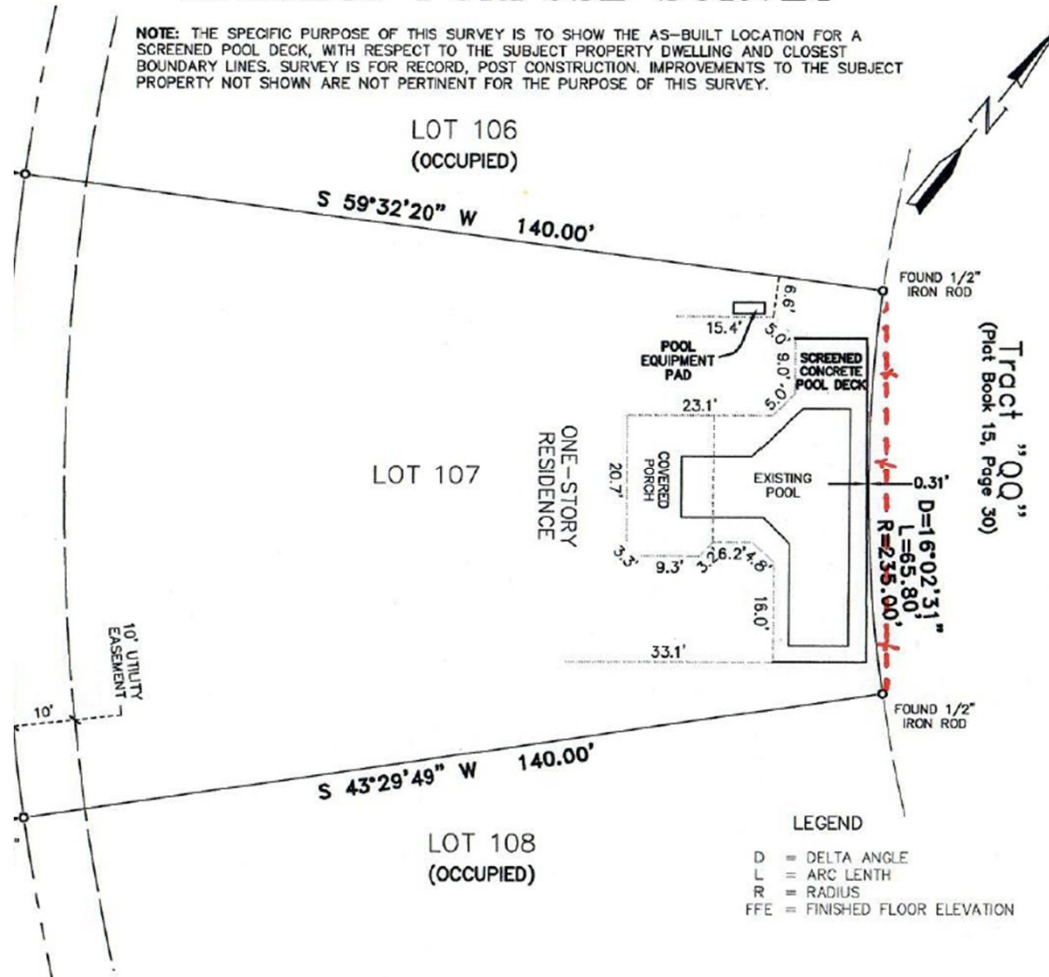 NOTE: THE SPECIFIC PURPOSE OF THIS SURVEY IS TO SHOW THE AS-BUILT LOCATION FOR A
SCREENED POOL DECK, WITH RESPECT TO THE SUBJECT PROPERTY DWELLING AND CLOSEST
BOUNDARY LINES. SURVEY IS FOR RECORD, POST CONSTRUCTION. IMPROVEMENTS TO THE SUBJECT
PROPERTY NOT SHOWN ARE NOT PERTINENT FOR THE PURPOSE OF THIS SURVEY.
N
LOT 106
(OCCUPIED)
S 59°32'20" W 140.00'
FOUND 1/2"
IRON ROD
6.6'
15.4'
5.0'
POOL
EQUIPMENT
PAD
9.0'
SCREENED
CONCRETE
POOL DECK
5.0'
23.1'
Tract "QQ"
(Plat Book 15, Page 30)
LOT 107
ONE-STORY
RESIDENCE
20.7'
COVERED
PORCH
EXISTING
POOL
0.31'
D=16°02'31"
L=65.80'
R=235.00'
3.3'
9.3'
3.2'
6.2'
4.8'
16.0'
33.1'
10' UTILITY
EASEMENT
10'
FOUND 1/2"
IRON ROD
S 43°29'49" W 140.00'
LOT 108
(OCCUPIED)
LEGEND
D = DELTA ANGLE
L = ARC LENTH
R = RADIUS
FFE = FINISHED FLOOR ELEVATION